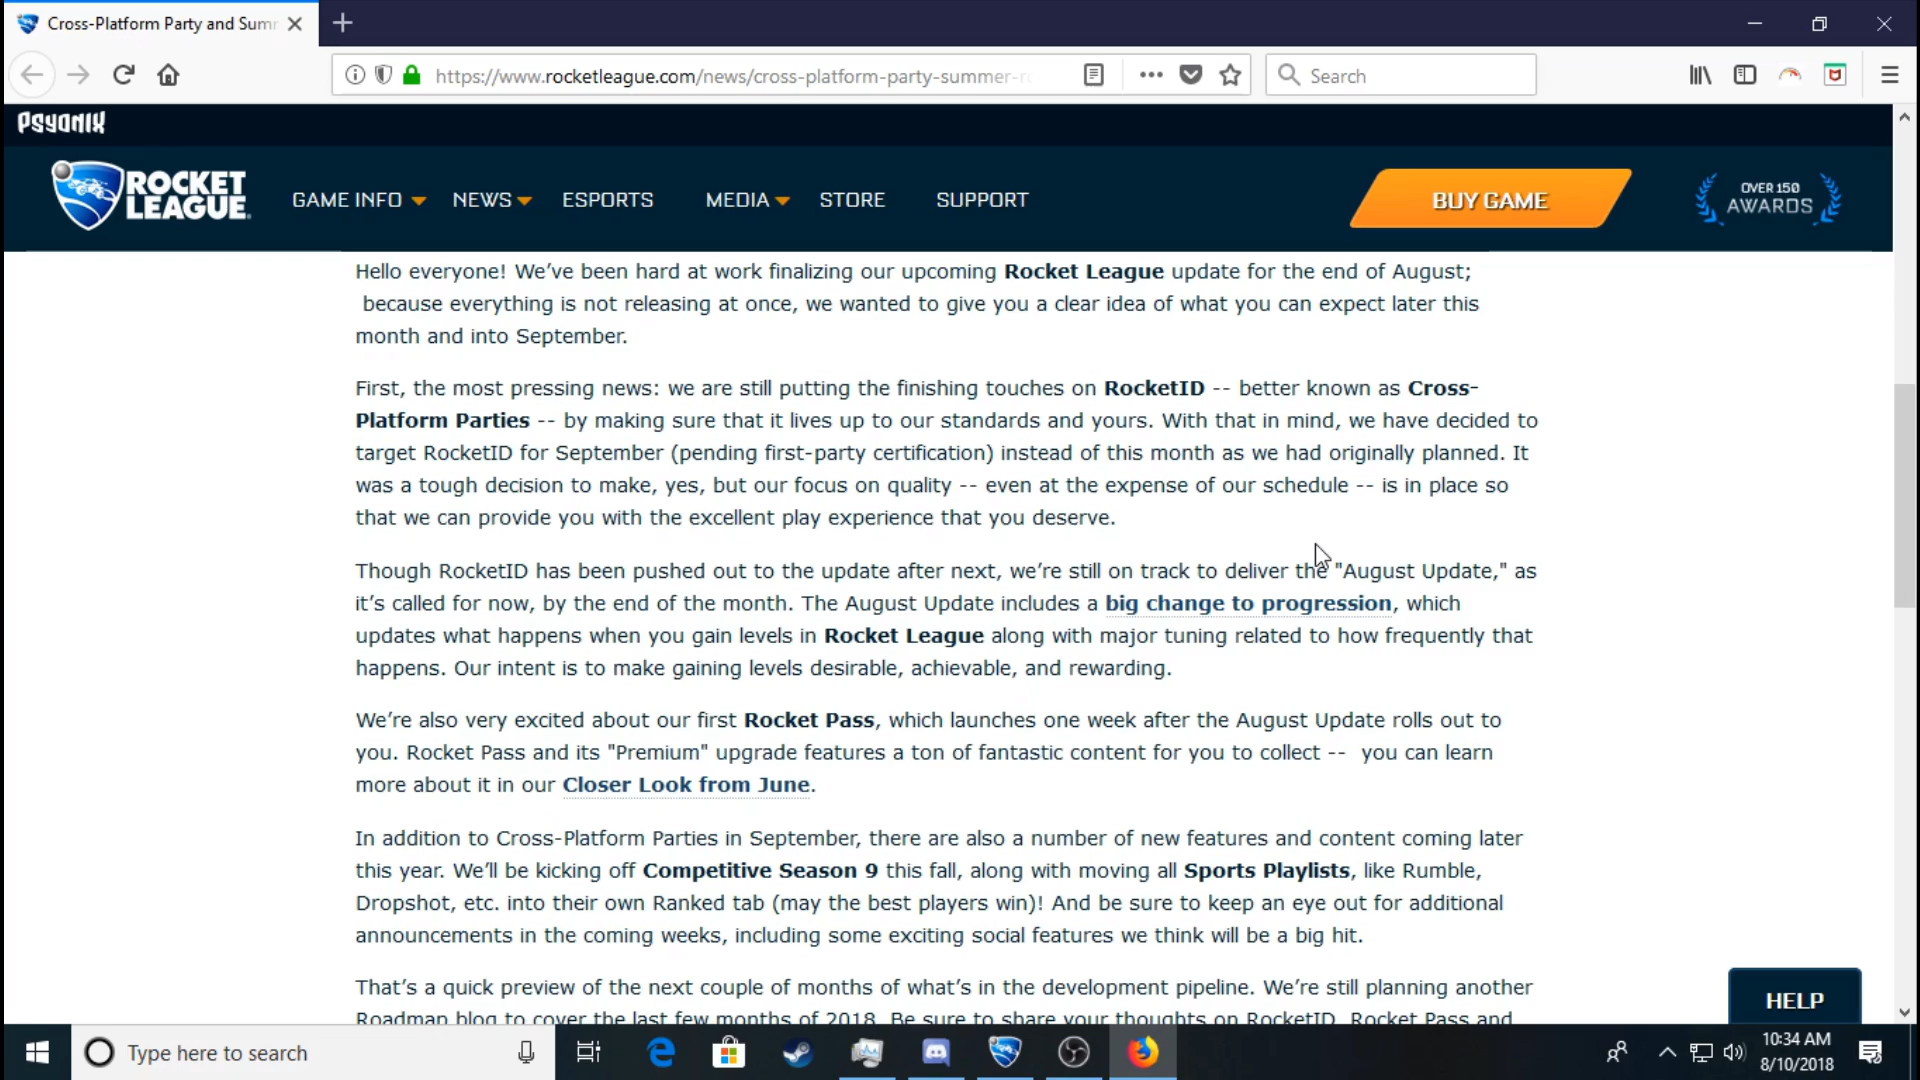 Cross-Platform Party and Summ
https://www.rocketleague.com/news/cross-platform-party-summer-r
Search
PSYONIX
ROCKET
LEAGUE
GAME INFO
NEWS
ESPORTS
MEDIA
STORE
SUPPORT
BUY GAME
OVER 150
AWARDS
Hello everyone! We’ve been hard at work finalizing our upcoming Rocket League update for the end of August;
because everything is not releasing at once, we wanted to give you a clear idea of what you can expect later this
month and into September.
First, the most pressing news: we are still putting the finishing touches on RocketID -- better known as Cross-
Platform Parties -- by making sure that it lives up to our standards and yours. With that in mind, we have decided to
target RocketID for September (pending first-party certification) instead of this month as we had originally planned. It
was a tough decision to make, yes, but our focus on quality -- even at the expense of our schedule -- is in place so
that we can provide you with the excellent play experience that you deserve.
Though RocketID has been pushed out to the update after next, we’re still on track to deliver the "August Update," as
it’s called for now, by the end of the month. The August Update includes a big change to progression, which
updates what happens when you gain levels in Rocket League along with major tuning related to how frequently that
happens. Our intent is to make gaining levels desirable, achievable, and rewarding.
We’re also very excited about our first Rocket Pass, which launches one week after the August Update rolls out to
you. Rocket Pass and its "Premium" upgrade features a ton of fantastic content for you to collect -- you can learn
more about it in our Closer Look from June.
In addition to Cross-Platform Parties in September, there are also a number of new features and content coming later
this year. We’ll be kicking off Competitive Season 9 this fall, along with moving all Sports Playlists, like Rumble,
Dropshot, etc. into their own Ranked tab (may the best players win)! And be sure to keep an eye out for additional
announcements in the coming weeks, including some exciting social features we think will be a big hit.
That’s a quick preview of the next couple of months of what’s in the development pipeline. We’re still planning another
Roadmap blog to cover the last few months of 2018. Be sure to share your thoughts on RocketID, Rocket Pass and
HELP
Type here to search
10:34 AM
8/10/2018